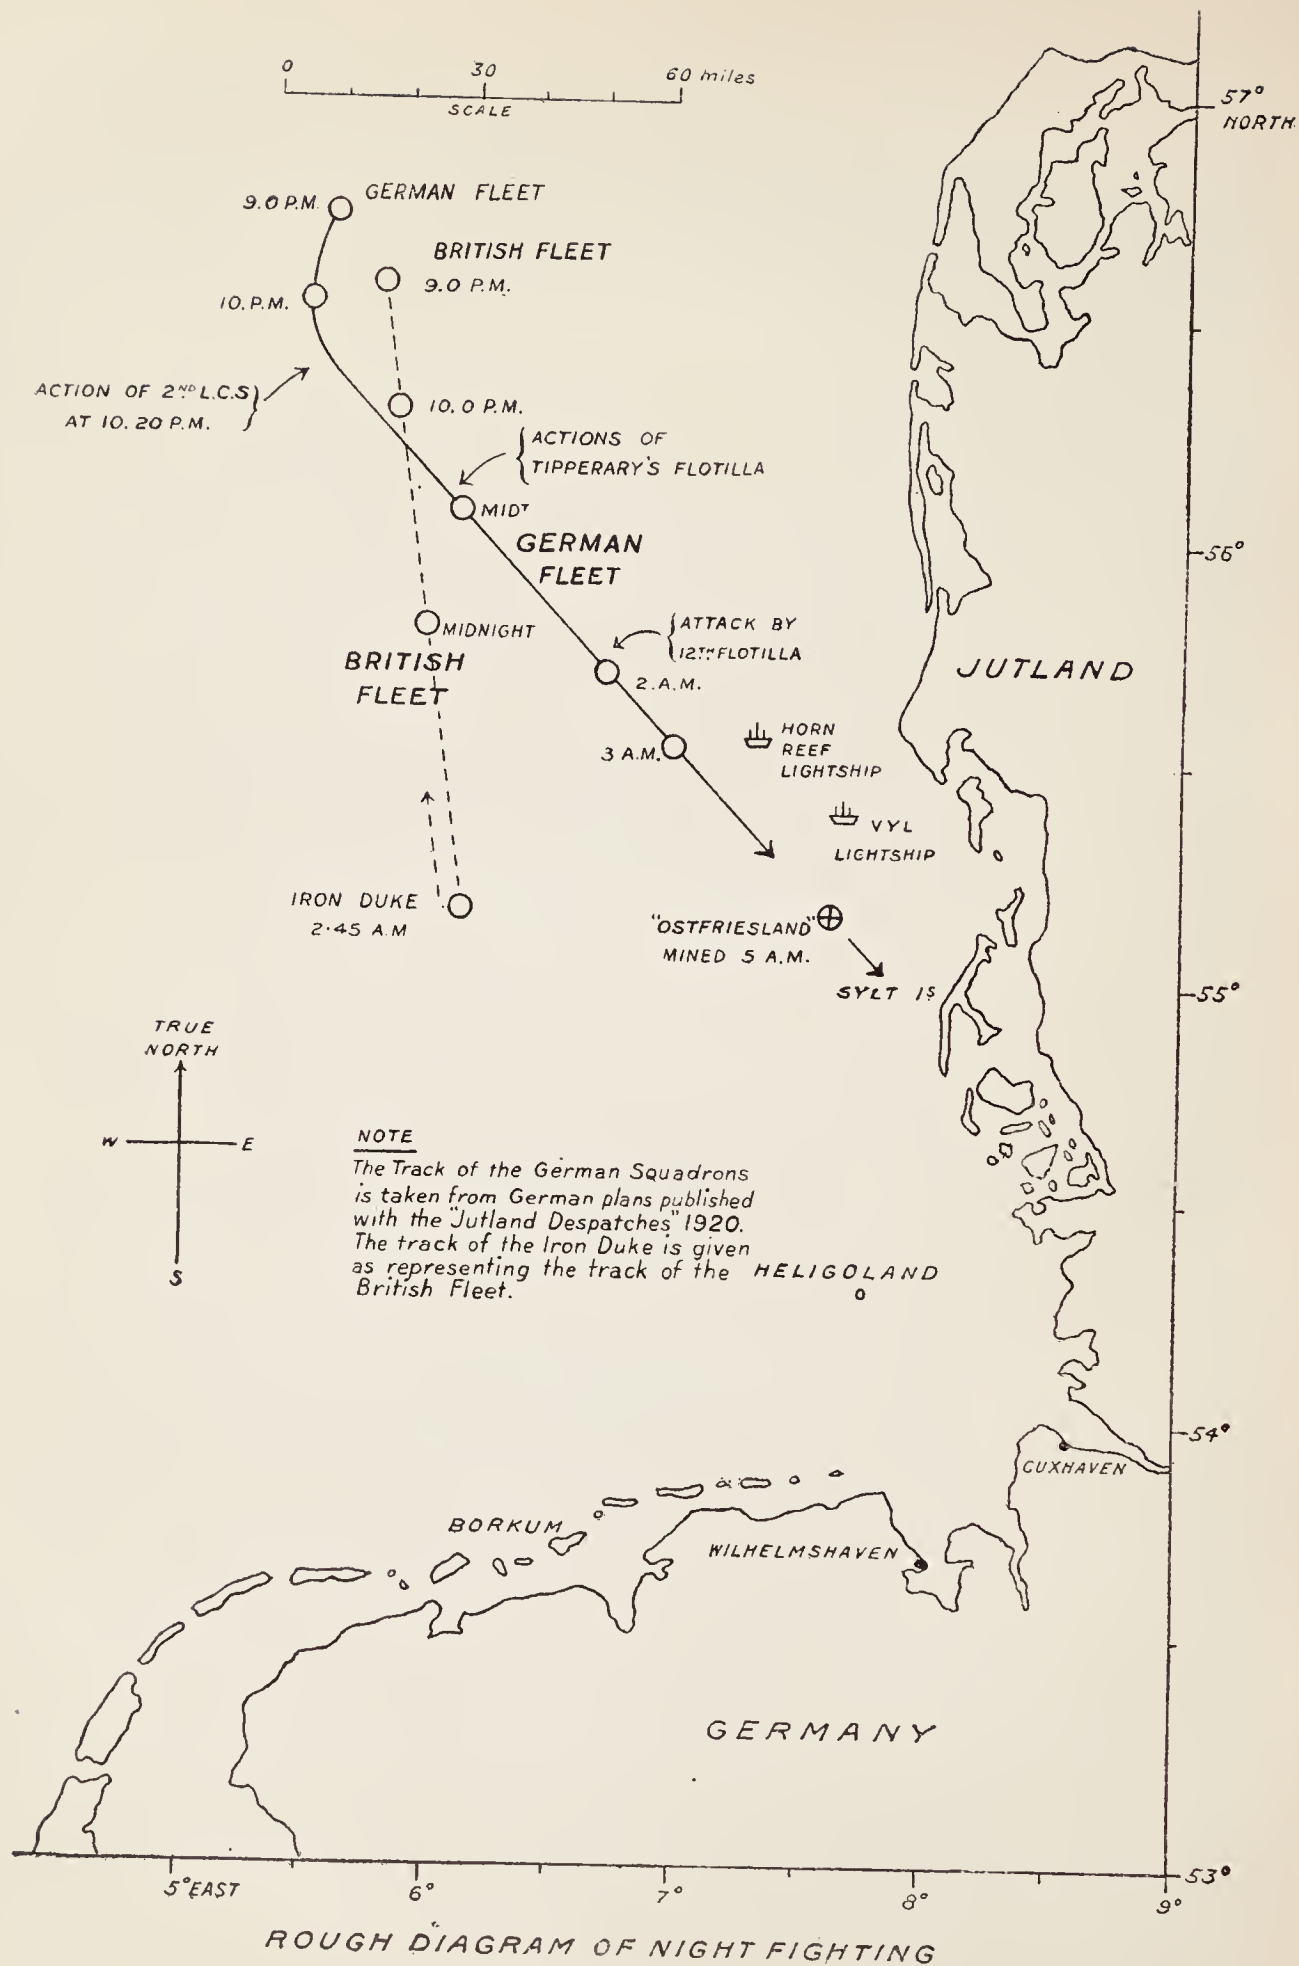 0 30 60 miles
SCALE
57°
NORTH.
9.0 P.M. GERMAN FLEET
BRITISH FLEET
9.0 P.M.
10. P.M.
ACTION OF 2ND L.C.S
AT 10.20 P.M.
10.0 P.M.
ACTIONS OF
TIPPERARY'S FLOTILLA
MIDT
GERMAN
FLEET
56°
MIDNIGHT
BRITISH
FLEET
ATTACK BY
12TH FLOTILLA
2.A.M.
JUTLAND
3 A.M.
HORN
REEF
LIGHTSHIP
VYL
LIGHTSHIP
IRON DUKE
2·45 A.M
"OSTFRIESLAND"
MINED 5 A.M.
SYLT IS
55°
TRUE
NORTH
W E
S
NOTE
The Track of the German Squadrons
is taken from German plans published
with the "Jutland Despatches" 1920.
The track of the Iron Duke is given
as representing the track of the
British Fleet.
HELIGOLAND
54°
CUXHAVEN
BORKUM
WILHELMSHAVEN
GERMANY
53°
5° EAST 6° 7° 8° 9°
ROUGH DIAGRAM OF NIGHT FIGHTING